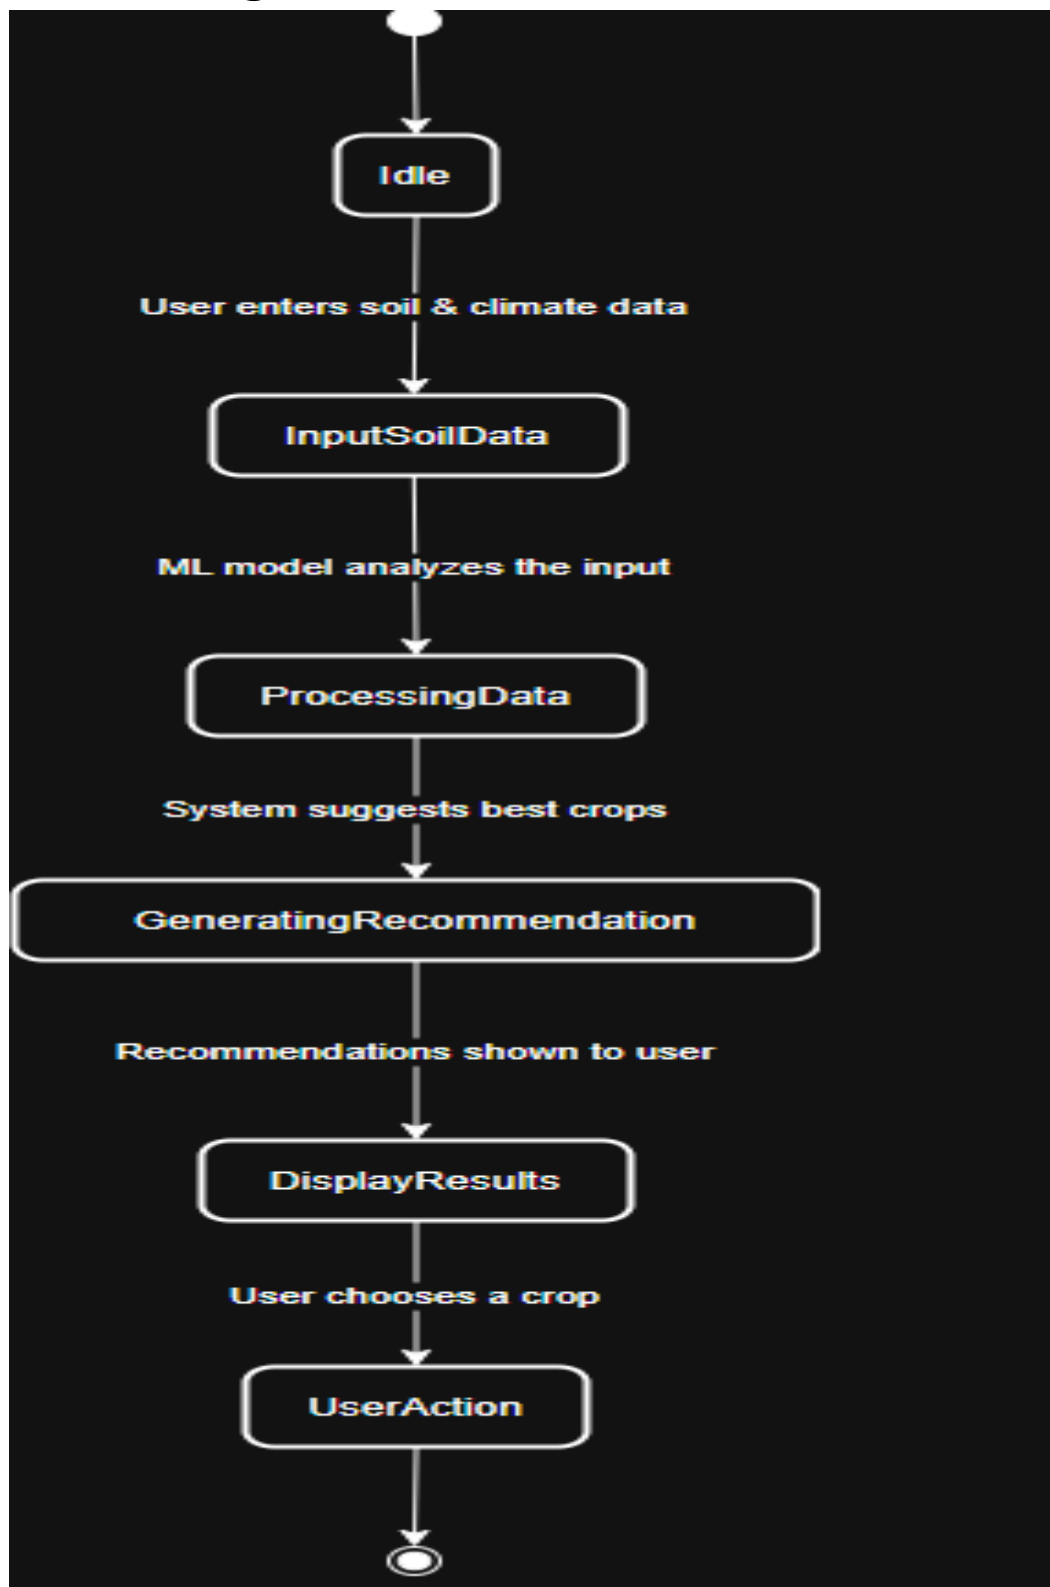 Idle
User enters soil & climate data
InputSoilData
ML model analyzes the input
ProcessingData
System suggests best crops
GeneratingRecommendation
Recommendations shown to user
DisplayResults
User chooses a crop
UserAction